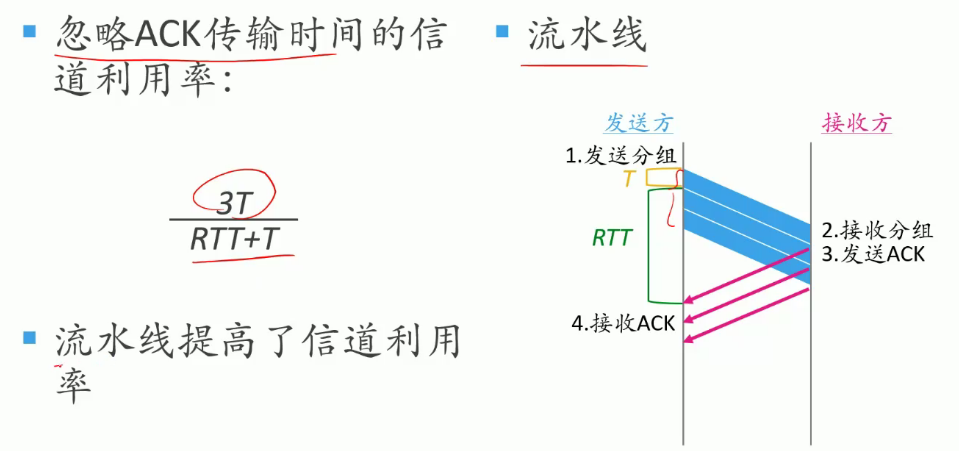 忽略ACK传输时间的信
道利用率:
3T
RTT+T
流水线提高了信道利用
率
流水线
发送方
接收方
1.发送分组
T
RTT
2.接收分组
3.发送ACK
4.接收ACK